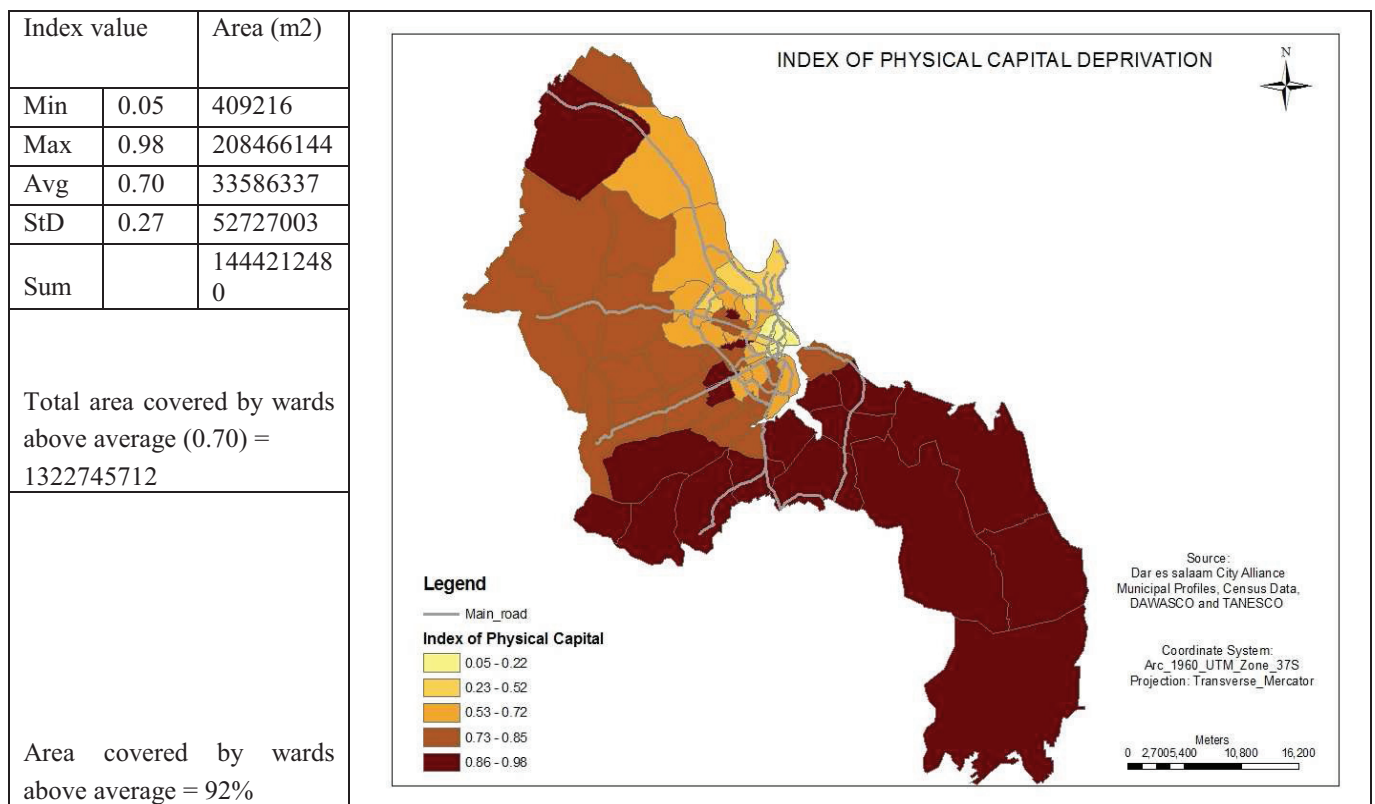 Index value Area (m2)
Min 0.05 409216
Max 0.98 208466144
Avg 0.70 33586337
StD 0.27 52727003
144421248
Sum 0
Total area covered by wards
above average (0.70) =
1322745712
Area covered by wards
above average = 92%
INDEX OF PHYSICAL CAPITAL DEPRIVATION
N
Legend
Main_road
Index of Physical Capital
0.05 - 0.22
0.23 - 0.52
0.53 - 0.72
0.73 - 0.85
0.86 - 0.98
Source:
Dar es salaam City Alliance
Municipal Profiles, Census Data,
DAWASCO and TANESCO
Coordinate System:
Arc_1960_UTM_Zone_37S
Projection: Transverse_Mercator
Meters
0 2,7005,400 10,800 16,200